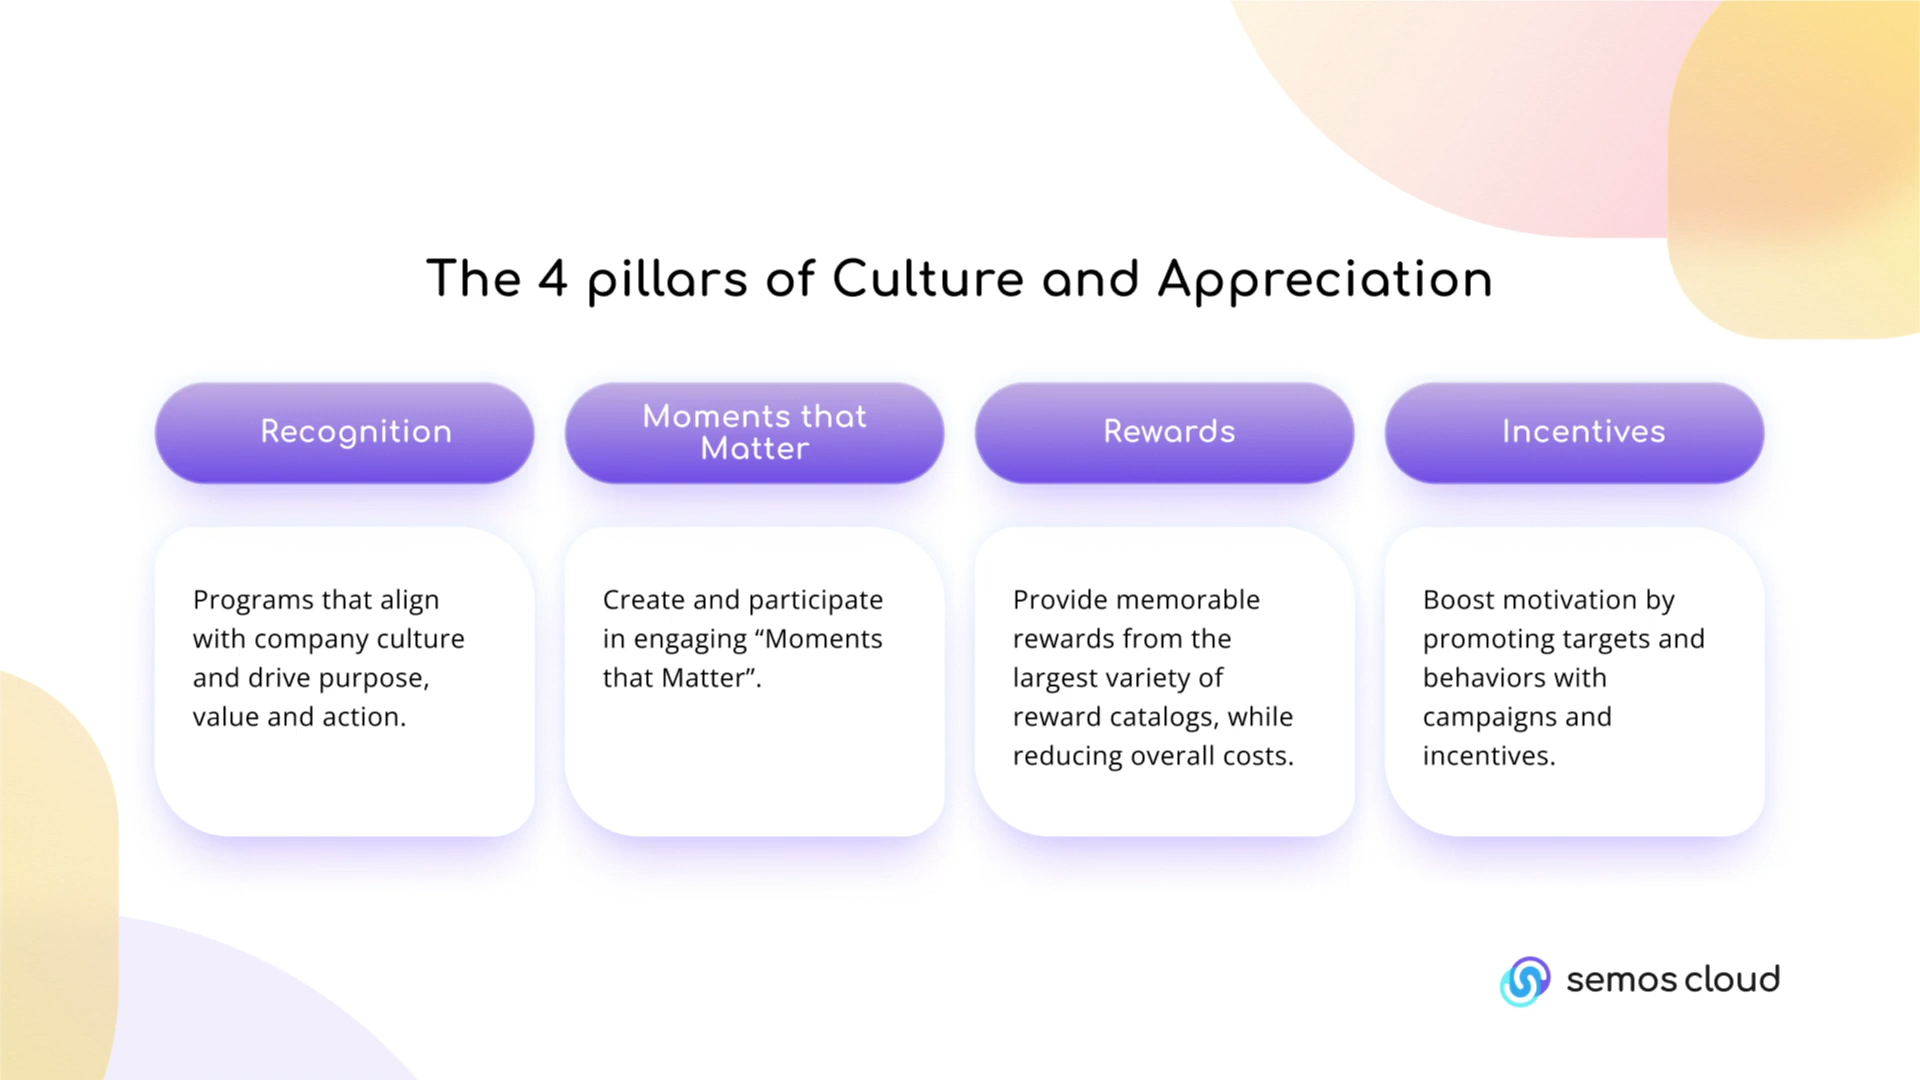 The 4 pillars of Culture and Appreciation
Recognition
Programs that align
with company culture
and drive purpose,
value and action.
Moments that
Matter
Create and participate
in engaging “Moments
that Matter”.
Rewards
Provide memorable
rewards from the
largest variety of
reward catalogs, while
reducing overall costs.
Incentives
Boost motivation by
promoting targets and
behaviors with
campaigns and
incentives.
semos cloud